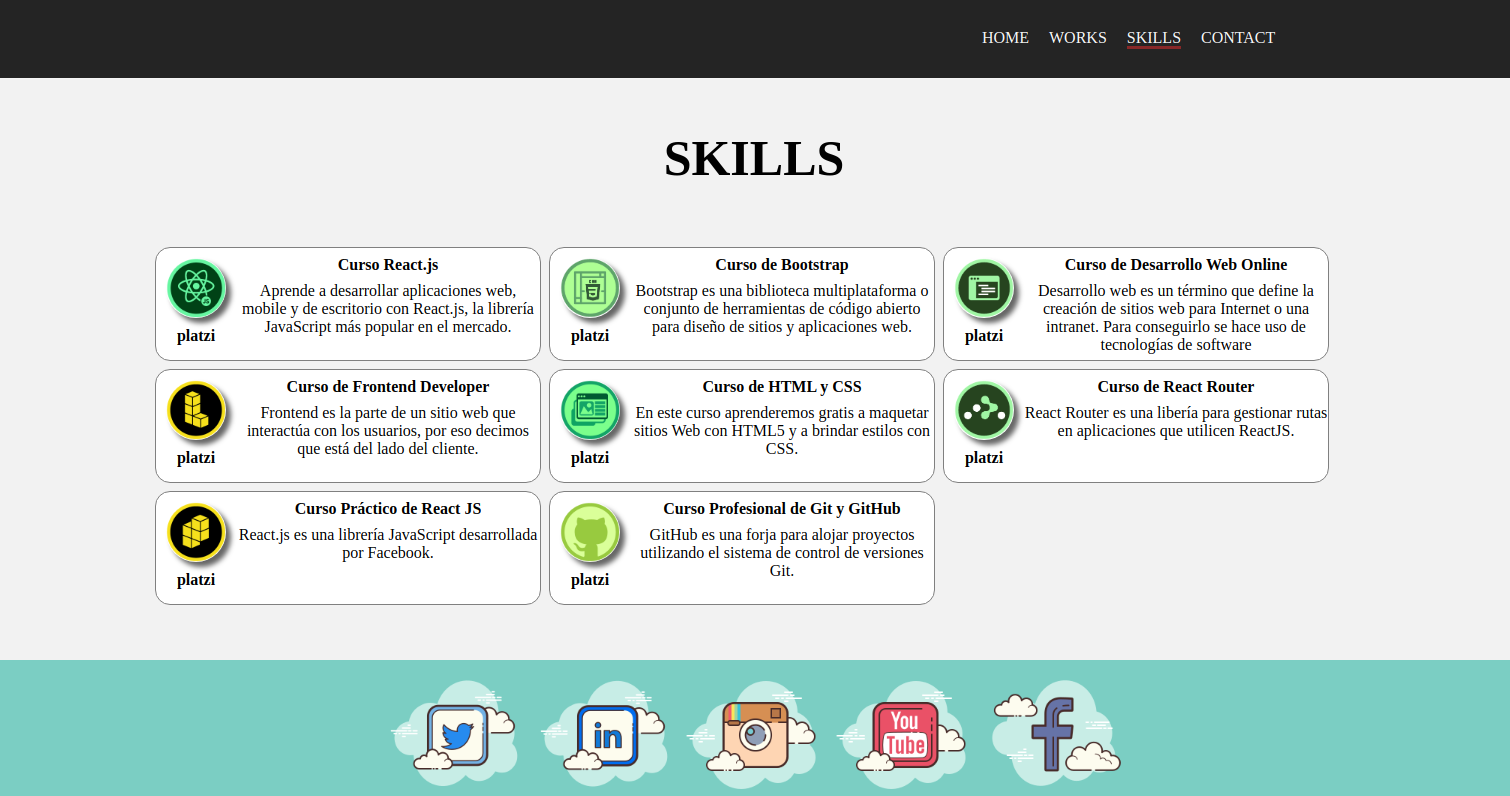 HOME WORKS SKILLS CONTACT
SKILLS
Curso React.js
Aprende a desarrollar aplicaciones web,
mobile y de escritorio con React.js, la librería
JavaScript más popular en el mercado.
platzi
Curso de Bootstrap
Bootstrap es una biblioteca multiplataforma o
conjunto de herramientas de código abierto
para diseño de sitios y aplicaciones web.
platzi
Curso de Desarrollo Web Online
Desarrollo web es un término que define la
creación de sitios web para Internet o una
intranet. Para conseguirlo se hace uso de
tecnologías de software
platzi
Curso de Frontend Developer
Frontend es la parte de un sitio web que
interactúa con los usuarios, por eso decimos
que está del lado del cliente.
platzi
Curso de HTML y CSS
En este curso aprenderemos gratis a maquetar
sitios Web con HTML5 y a brindar estilos con
CSS.
platzi
Curso de React Router
React Router es una libería para gestionar rutas
en aplicaciones que utilicen ReactJS.
platzi
Curso Práctico de React JS
React.js es una librería JavaScript desarrollada
por Facebook.
platzi
Curso Profesional de Git y GitHub
GitHub es una forja para alojar proyectos
utilizando el sistema de control de versiones
Git.
platzi
in
You
Tube
f